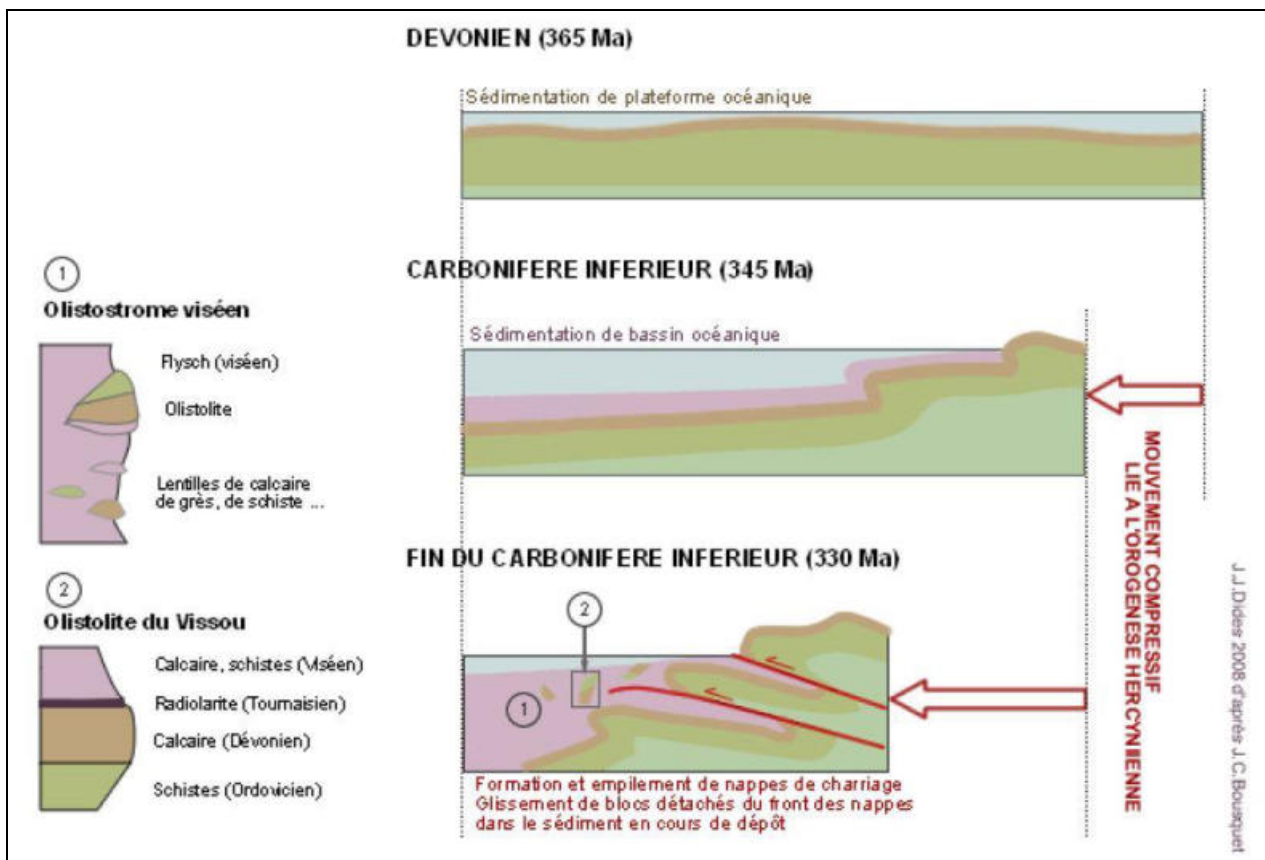 DEVONIEN (365 Ma)
Sédimentation de plateforme océanique
CARBONIFERE INFERIEUR (345 Ma)
Sédimentation de bassin océanique
1
Olistostrome viséen
Flysch (viséen)
Olistolite
Lentilles de calcaire
de grès, de schiste ...
MOUVEMENT COMPRESSIF
LIE A L'OROGENESE HERCYNIENNE
FIN DU CARBONIFERE INFERIEUR (330 Ma)
2
1
Formation et empilement de nappes de charriage
Glissement de blocs détachés du front des nappes
dans le sédiment en cours de dépôt
2
Olistolite du Vissou
Calcaire, schistes (Viséen)
Radiolarite (Tournaisien)
Calcaire (Dévonien)
Schistes (Ordovicien)
J.J.Dides 2008 d'après J.C.Bousquet